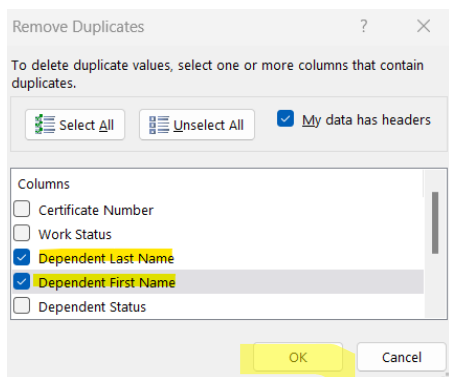 Remove Duplicates ?
To delete duplicate values, select one or more columns that contain
duplicates.
Select All Unselect All My data has headers
Columns
Certificate Number
Work Status
Dependent Last Name
Dependent First Name
Dependent Status
OK Cancel